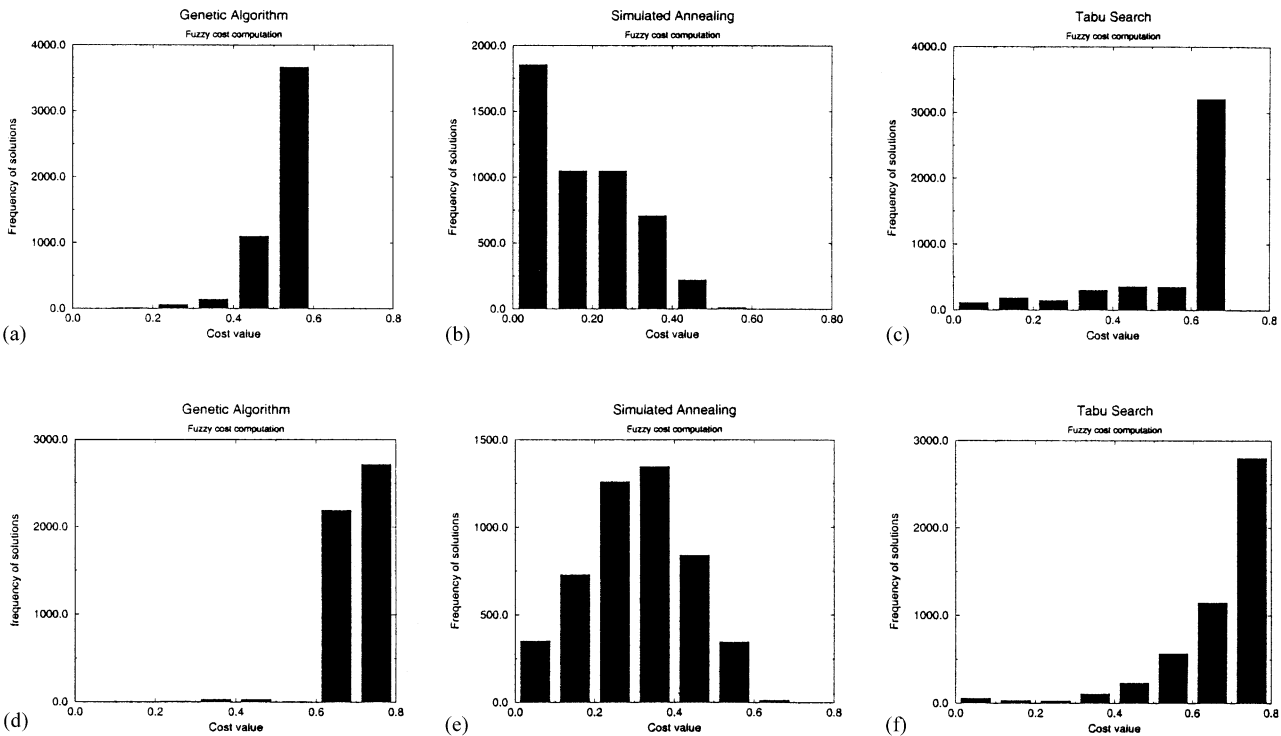 Genetic Algorithm
Fuzzy cost computation
4000.0
3000.0
2000.0
1000.0
0.0
Frequency of solutions
0.0 0.2 0.4 0.6 0.8
Cost value
(a)
Simulated Annealing
Fuzzy cost computation
2000.0
1500.0
1000.0
500.0
0.0
Frequency of solutions
0.00 0.20 0.40 0.60 0.80
Cost value
(b)
Tabu Search
Fuzzy cost computation
4000.0
3000.0
2000.0
1000.0
0.0
Frequency of solutions
0.0 0.2 0.4 0.6 0.8
Cost value
(c)
Genetic Algorithm
Fuzzy cost computation
3000.0
2000.0
1000.0
0.0
frequency of solutions
0.0 0.2 0.4 0.6 0.8
Cost value
(d)
Simulated Annealing
Fuzzy cost computation
1500.0
1000.0
500.0
0.0
Frequency of solutions
0.0 0.2 0.4 0.6 0.8
Cost value
(e)
Tabu Search
Fuzzy cost computation
3000.0
2000.0
1000.0
0.0
Frequency of solutions
0.0 0.2 0.4 0.6 0.8
Cost value
(f)